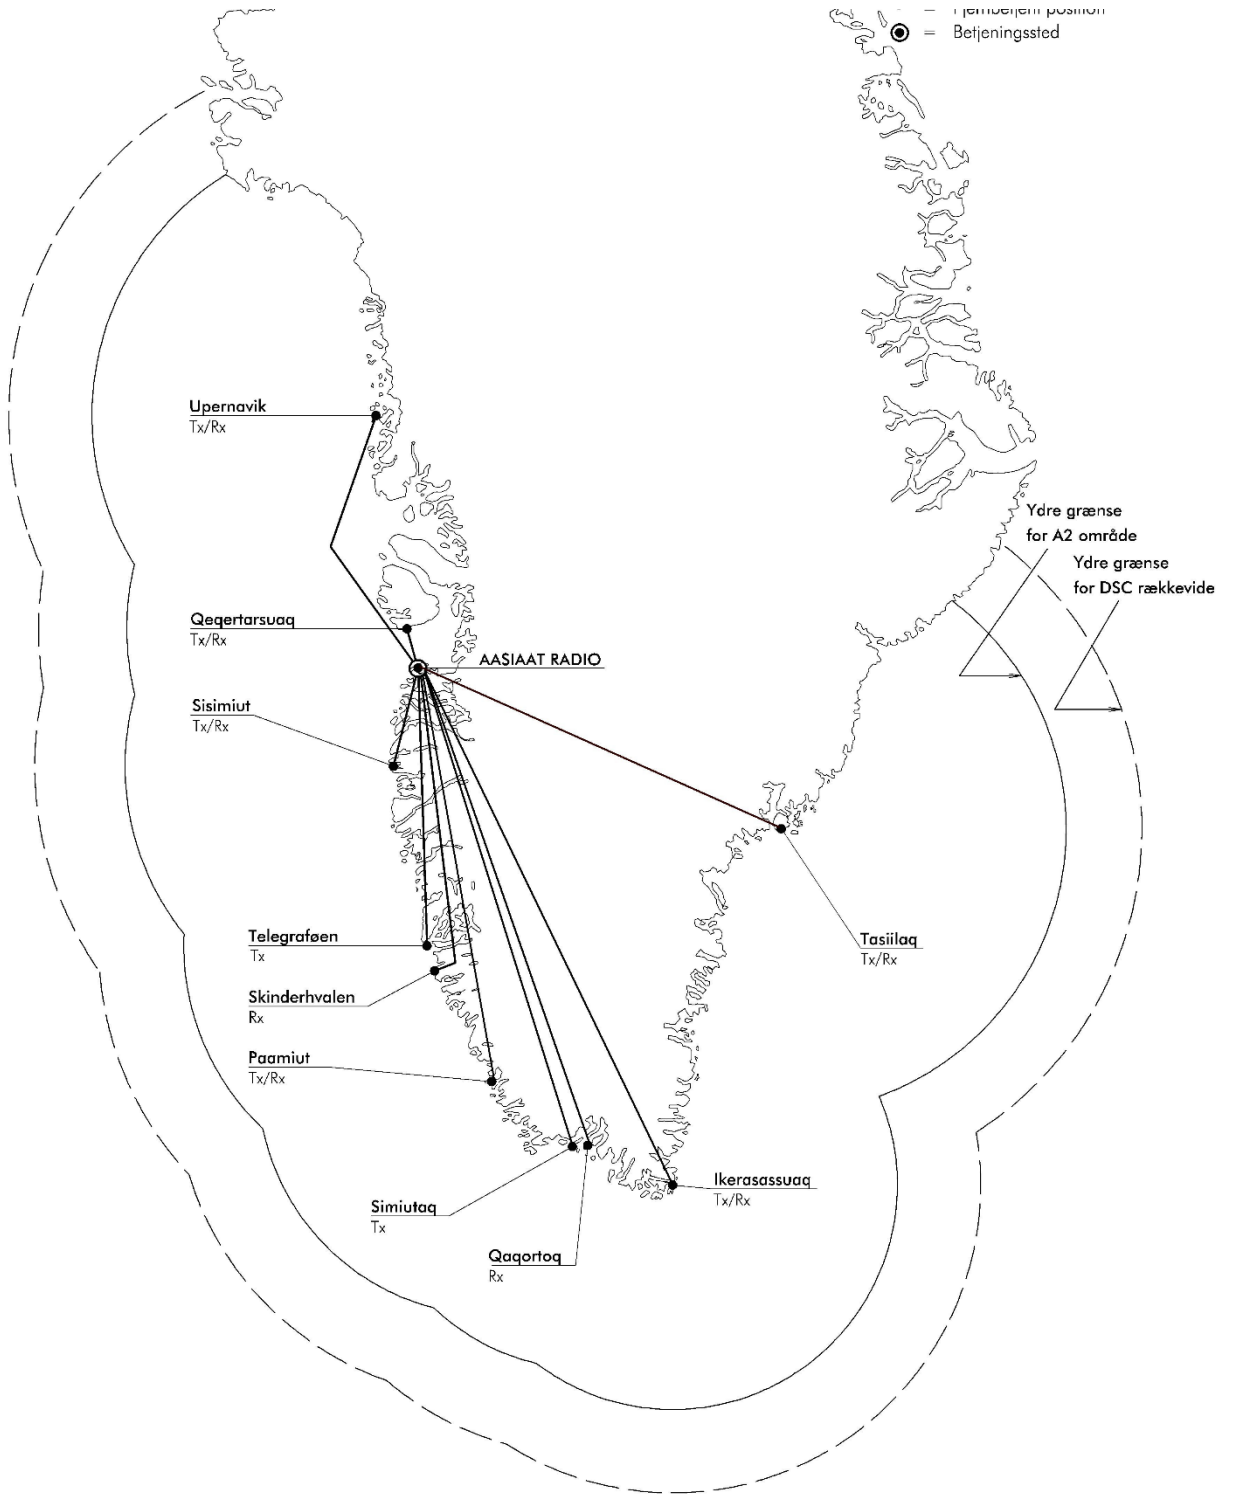 = Fjernbetjent position
= Betjeningssted
Upernavik
Tx/Rx
Ydre grænse
for A2 område
Ydre grænse
for DSC rækkevide
Qeqertarsuaq
Tx/Rx
AASIAAT RADIO
Sisimiut
Tx/Rx
Telegraføen
Tx
Tasiilaq
Tx/Rx
Skinderhvalen
Rx
Paamiut
Tx/Rx
Ikerasassuaq
Tx/Rx
Simiutaq
Tx
Qaqortoq
Rx